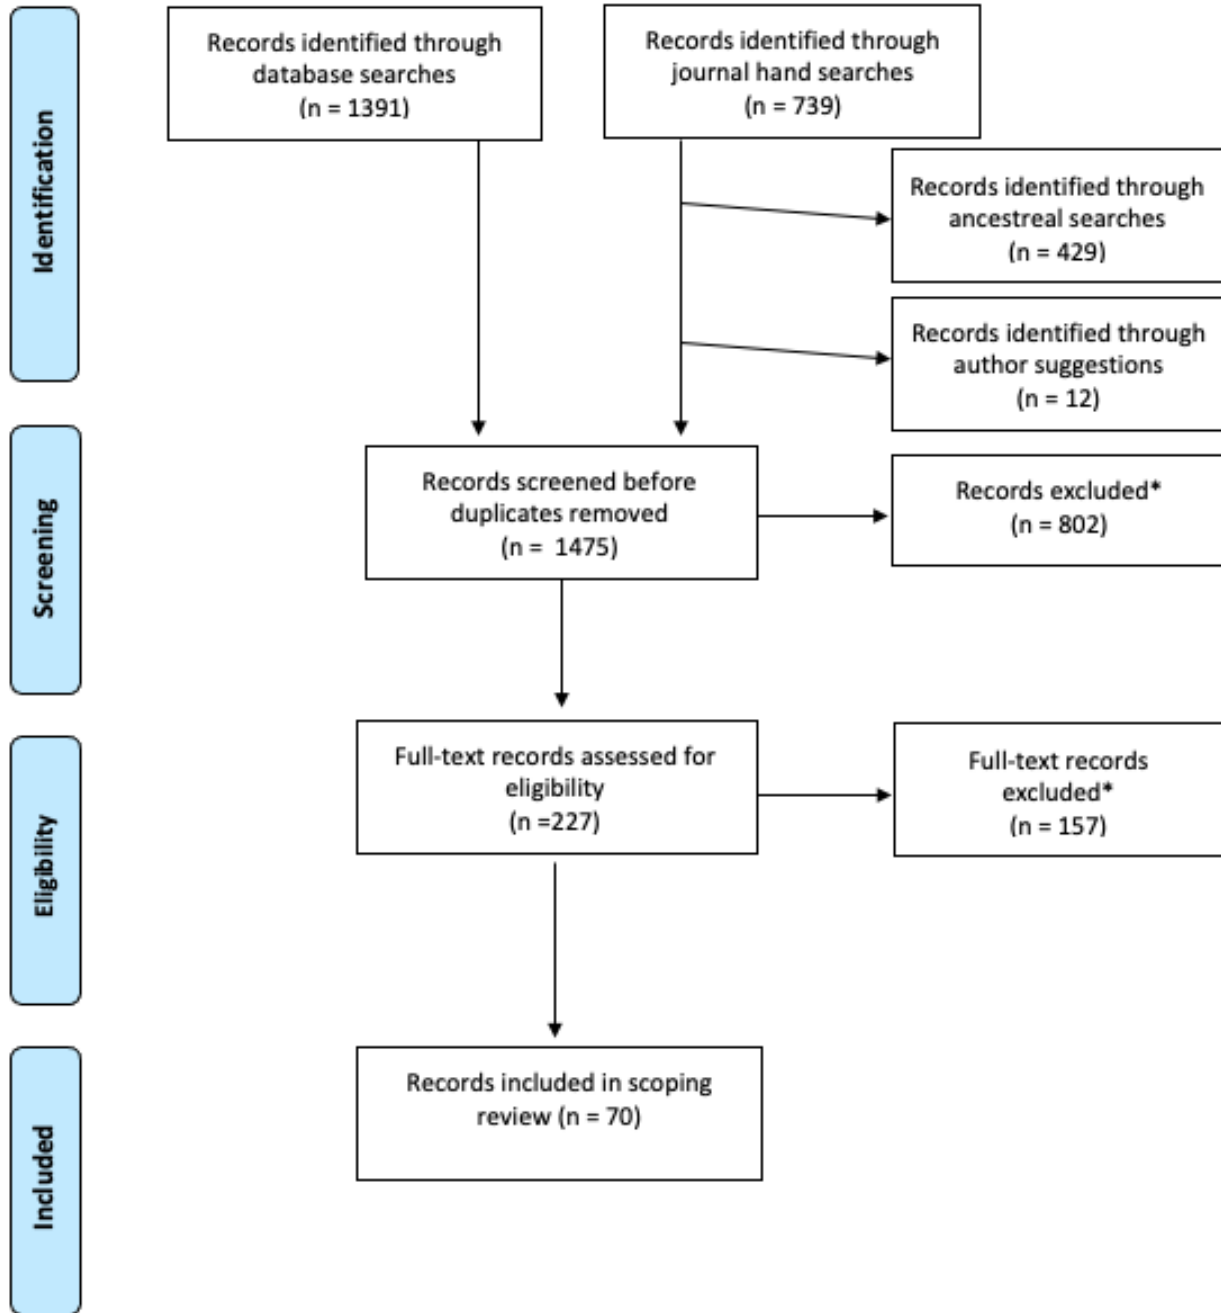 Identification
Records identified through
database searches
(n = 1391)
Records identified through
journal hand searches
(n = 739)
Records identified through
ancestreal searches
(n = 429)
Records identified through
author suggestions
(n = 12)
Screening
Records screened before
duplicates removed
(n =  1475)
Records excluded*
(n = 802)
Eligibility
Full-text records assessed for
eligibility
(n =227)
Full-text records
excluded*
(n = 157)
Included
Records included in scoping
review (n = 70)